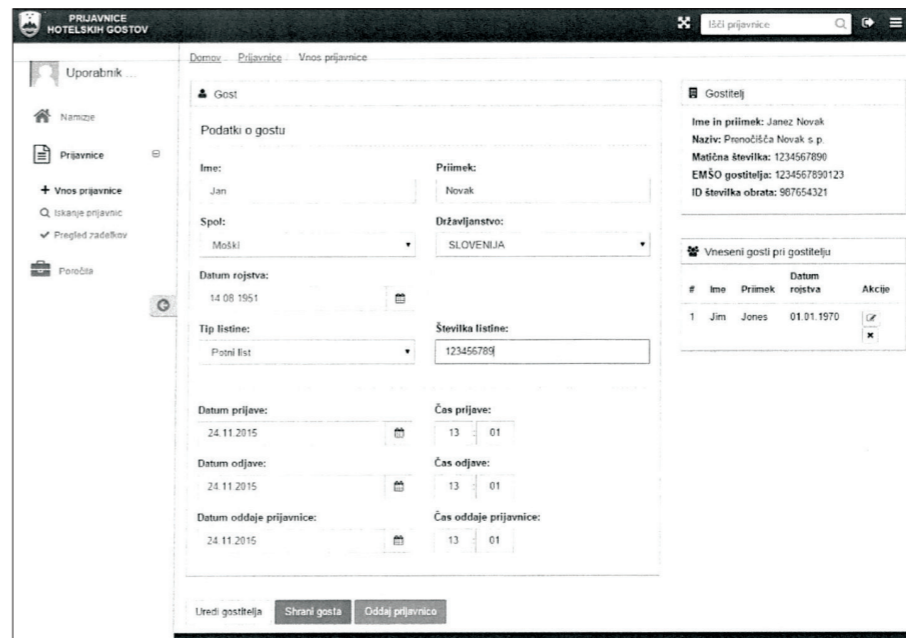 PRIJAVNICE
HOTELSKIH GOSTOV
Išči prijavnice
Uporabnik ...
Namizje
Prijavnice
Vnos prijavnice
Iskanje prijavnic
Pregled zadetkov
Poročila
Domov Prijavnice Vnos prijavnice
Gost
Podatki o gostu
Ime: Priimek:
Jan Novak
Spol: Državljanstvo:
Moški SLOVENIJA
Datum rojstva:
14.08.1951
Tip listine: Številka listine:
Potni list 123456789
Datum prijave: Čas prijave:
24.11.2015 13 : 01
Datum odjave: Čas odjave:
24.11.2015 13 : 01
Datum oddaje prijavnice: Čas oddaje prijavnice:
24.11.2015 13 : 01
Uredi gostitelja Shrani gosta Oddaj prijavnico
Gostitelj
Ime in priimek: Janez Novak
Naziv: Prenočišča Novak s.p.
Matična številka: 1234567890
EMŠO gostitelja: 1234567890123
ID številka obrata: 987654321
Vneseni gosti pri gostitelju
# Ime Priimek Datum rojstva Akcije
1 Jim Jones 01.01.1970